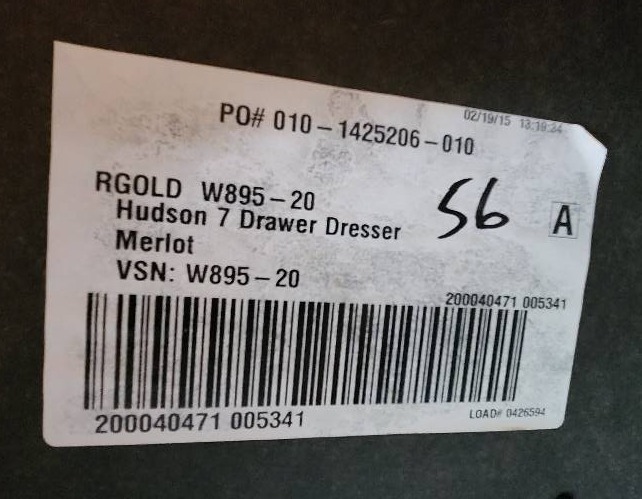 02/19/15 13:19:34
PO# 010-1425206-010
RGOLD W895-20
Hudson 7 Drawer Dresser
Merlot
VSN: W895-20
56
A
200040471 005341
200040471 005341
LOAD# 0426594